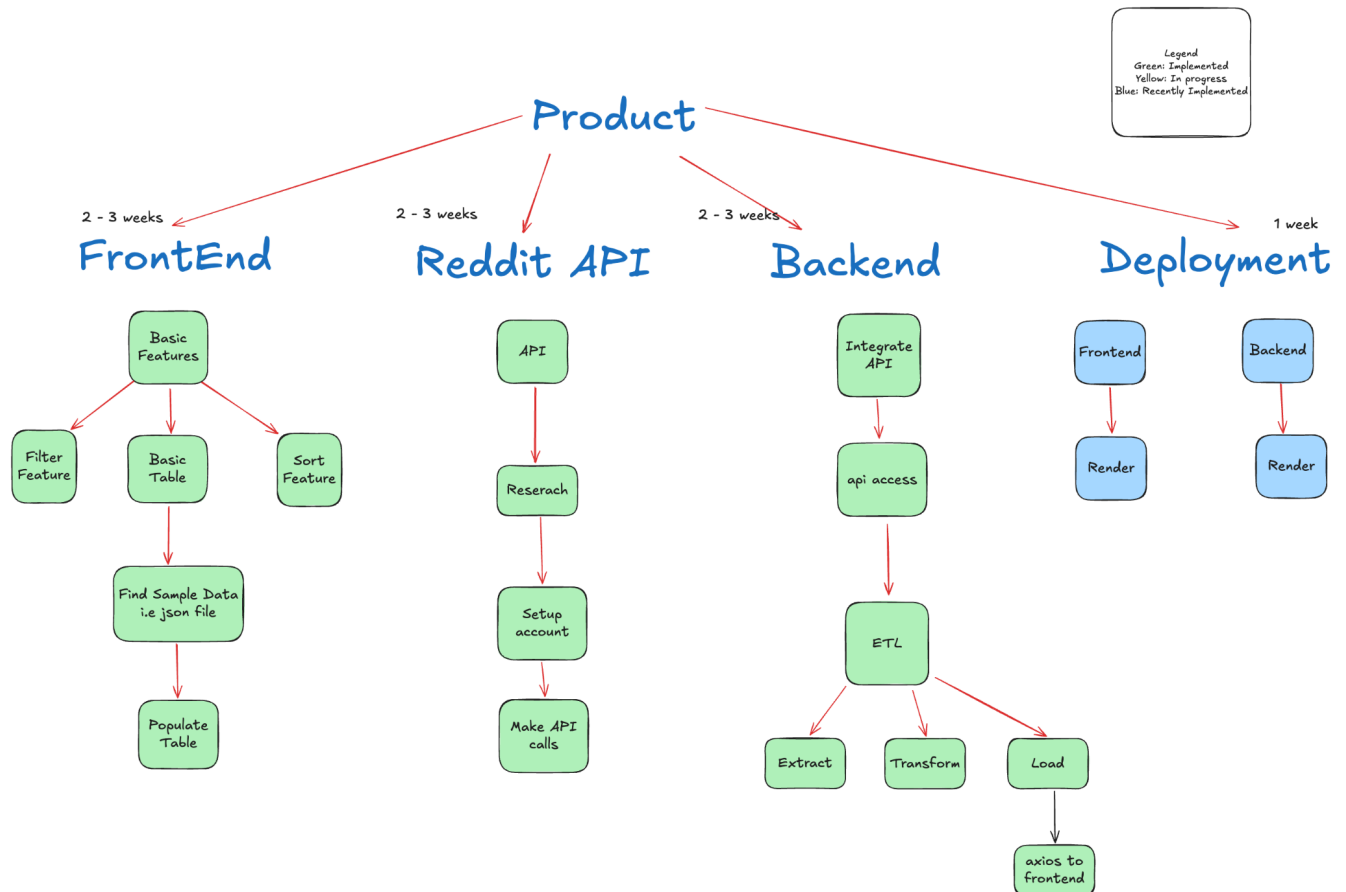 Legend
Green: Implemented
Yellow: In progress
Blue: Recently Implemented
Product
2 - 3 weeks
FrontEnd
2 - 3 weeks
Reddit API
2 - 3 weeks
Backend
1 week
Deployment
Basic
Features
Filter
Feature
Basic
Table
Sort
Feature
Find Sample Data
i.e json file
Populate
Table
API
Reserach
Setup
account
Make API
calls
Integrate
API
api access
ETL
Extract
Transform
Load
axios to
frontend
Frontend
Render
Backend
Render